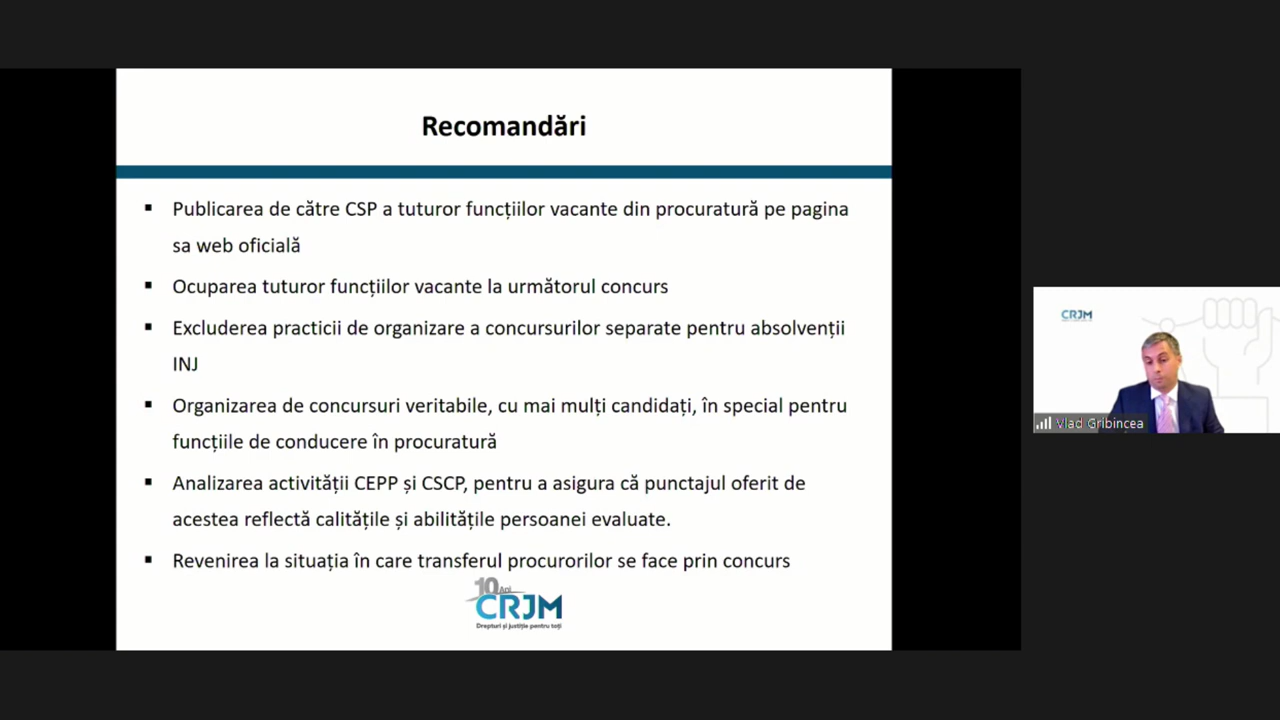 Recomandări
▪ Publicarea de către CSP a tuturor funcțiilor vacante din procuratură pe pagina
sa web oficială
▪ Ocuparea tuturor funcțiilor vacante la următorul concurs
▪ Excluderea practicii de organizare a concursurilor separate pentru absolvenții
INJ
▪ Organizarea de concursuri veritabile, cu mai mulți candidați, în special pentru
funcțiile de conducere în procuratură
▪ Analizarea activității CEPP și CSCP, pentru a asigura că punctajul oferit de
acestea reflectă calitățile și abilitățile persoanei evaluate.
▪ Revenirea la situația în care transferul procurorilor se face prin concurs
10 Ani
CRJM
Drepturi și justiție pentru toți
CRJM
Vlad Gribincea